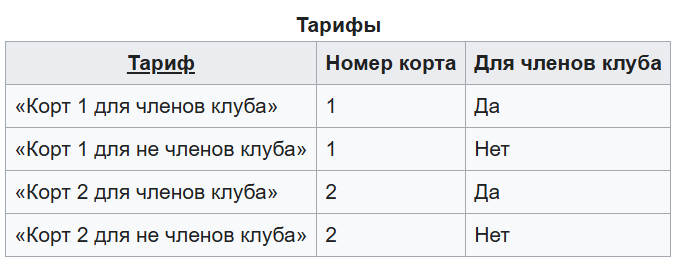 Тарифы
Тариф Номер корта Для членов клуба
«Корт 1 для членов клуба» 1 Да
«Корт 1 для не членов клуба» 1 Нет
«Корт 2 для членов клуба» 2 Да
«Корт 2 для не членов клуба» 2 Нет